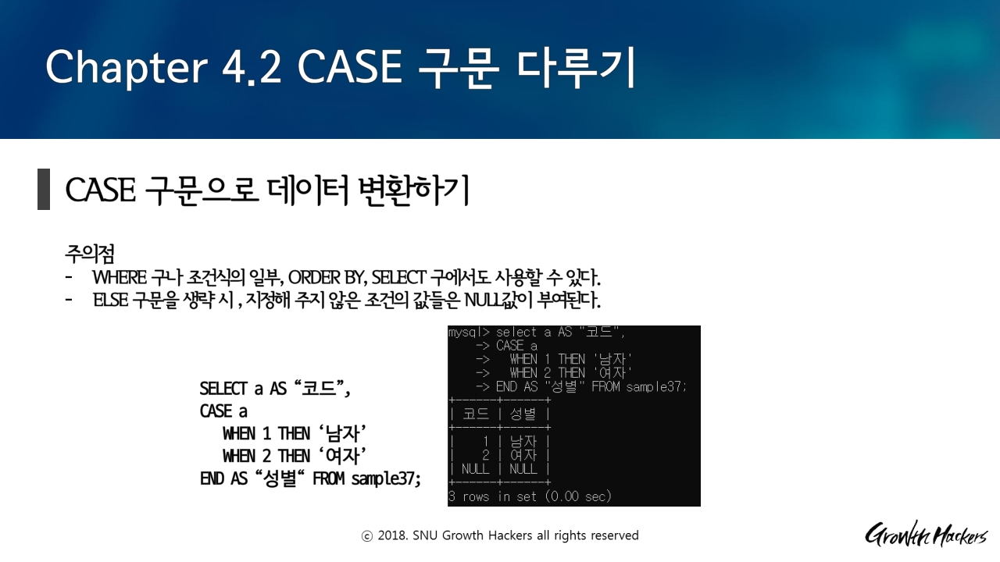 Chapter 4.2 CASE 구문 다루기
CASE 구문으로 데이터 변환하기
주의점
- WHERE 구나 조건식의 일부, ORDER BY, SELECT 구에서도 사용할 수 있다.
- ELSE 구문을 생략 시 , 지정해 주지 않은 조건의 값들은 NULL값이 부여된다.
SELECT a AS “코드”,
CASE a
WHEN 1 THEN ‘남자’
WHEN 2 THEN ‘여자’
END AS “성별“ FROM sample37;
mysql> select a AS "코드",
-> CASE a
-> WHEN 1 THEN '남자'
-> WHEN 2 THEN '여자'
-> END AS "성별" FROM sample37;
+------+------+
| 코드 | 성별 |
+------+------+
| 1 | 남자 |
| 2 | 여자 |
| NULL | NULL |
+------+------+
3 rows in set (0.00 sec)
ⓒ 2018. SNU Growth Hackers all rights reserved
Growth Hackers